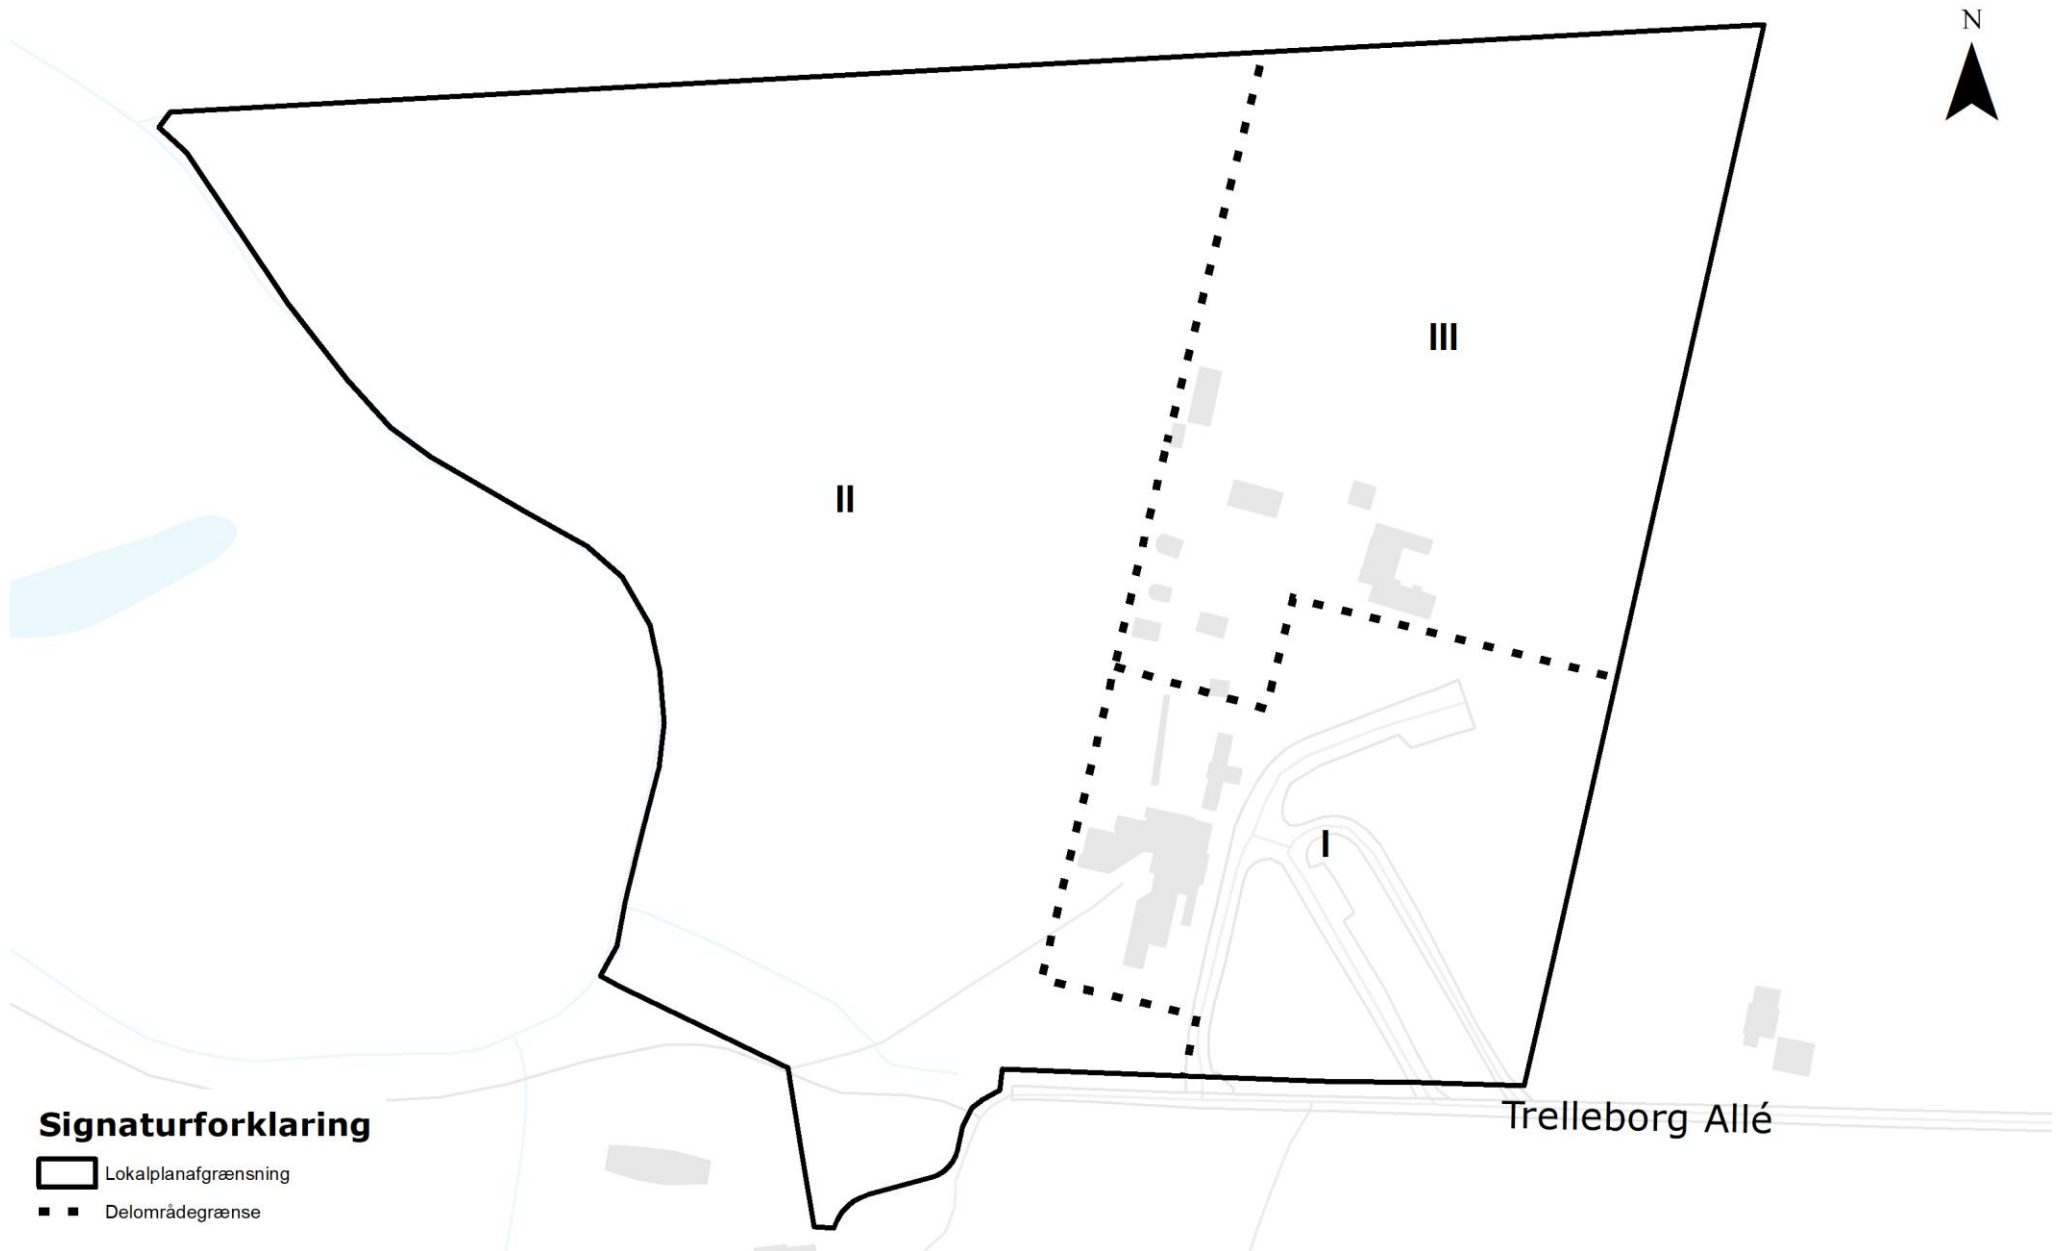 N
III
II
I
Trelleborg Allé
Signaturforklaring
Lokalplanafgrænsning
Delområdegrænse